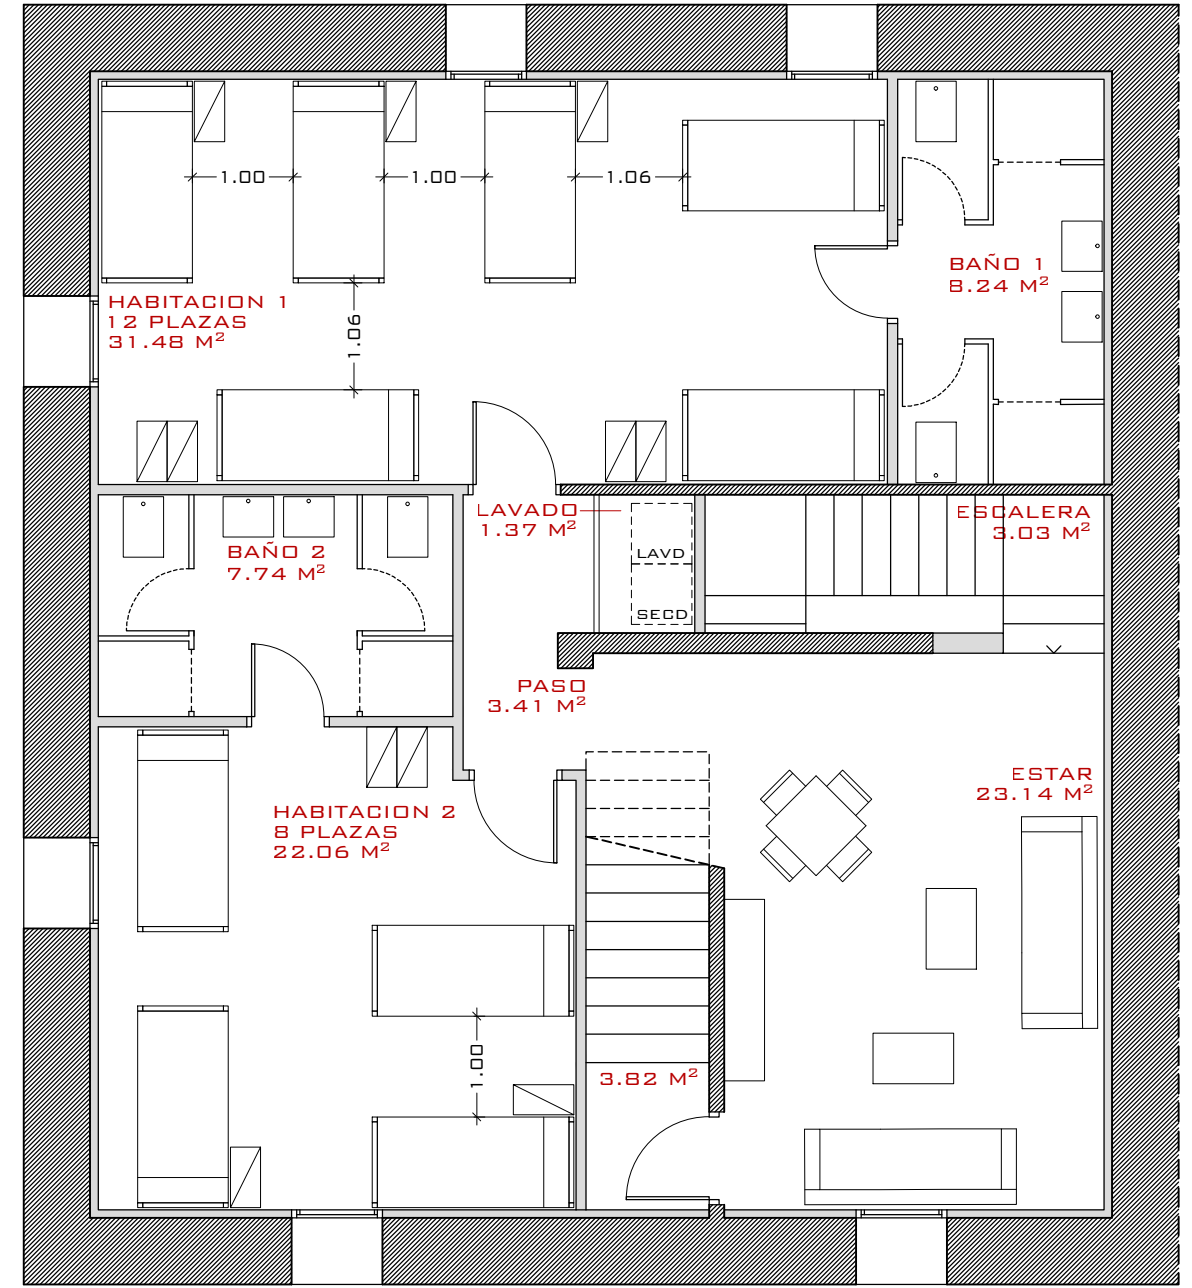 1.00
1.00
1.06
BAÑO 1
8.24 M²
HABITACION 1
12 PLAZAS
31.48 M²
1.06
LAVADO
1.37 M²
ESCALERA
3.03 M²
BAÑO 2
7.74 M²
LAVD
SECD
PASO
3.41 M²
ESTAR
23.14 M²
HABITACION 2
8 PLAZAS
22.06 M²
1.00
3.82 M²